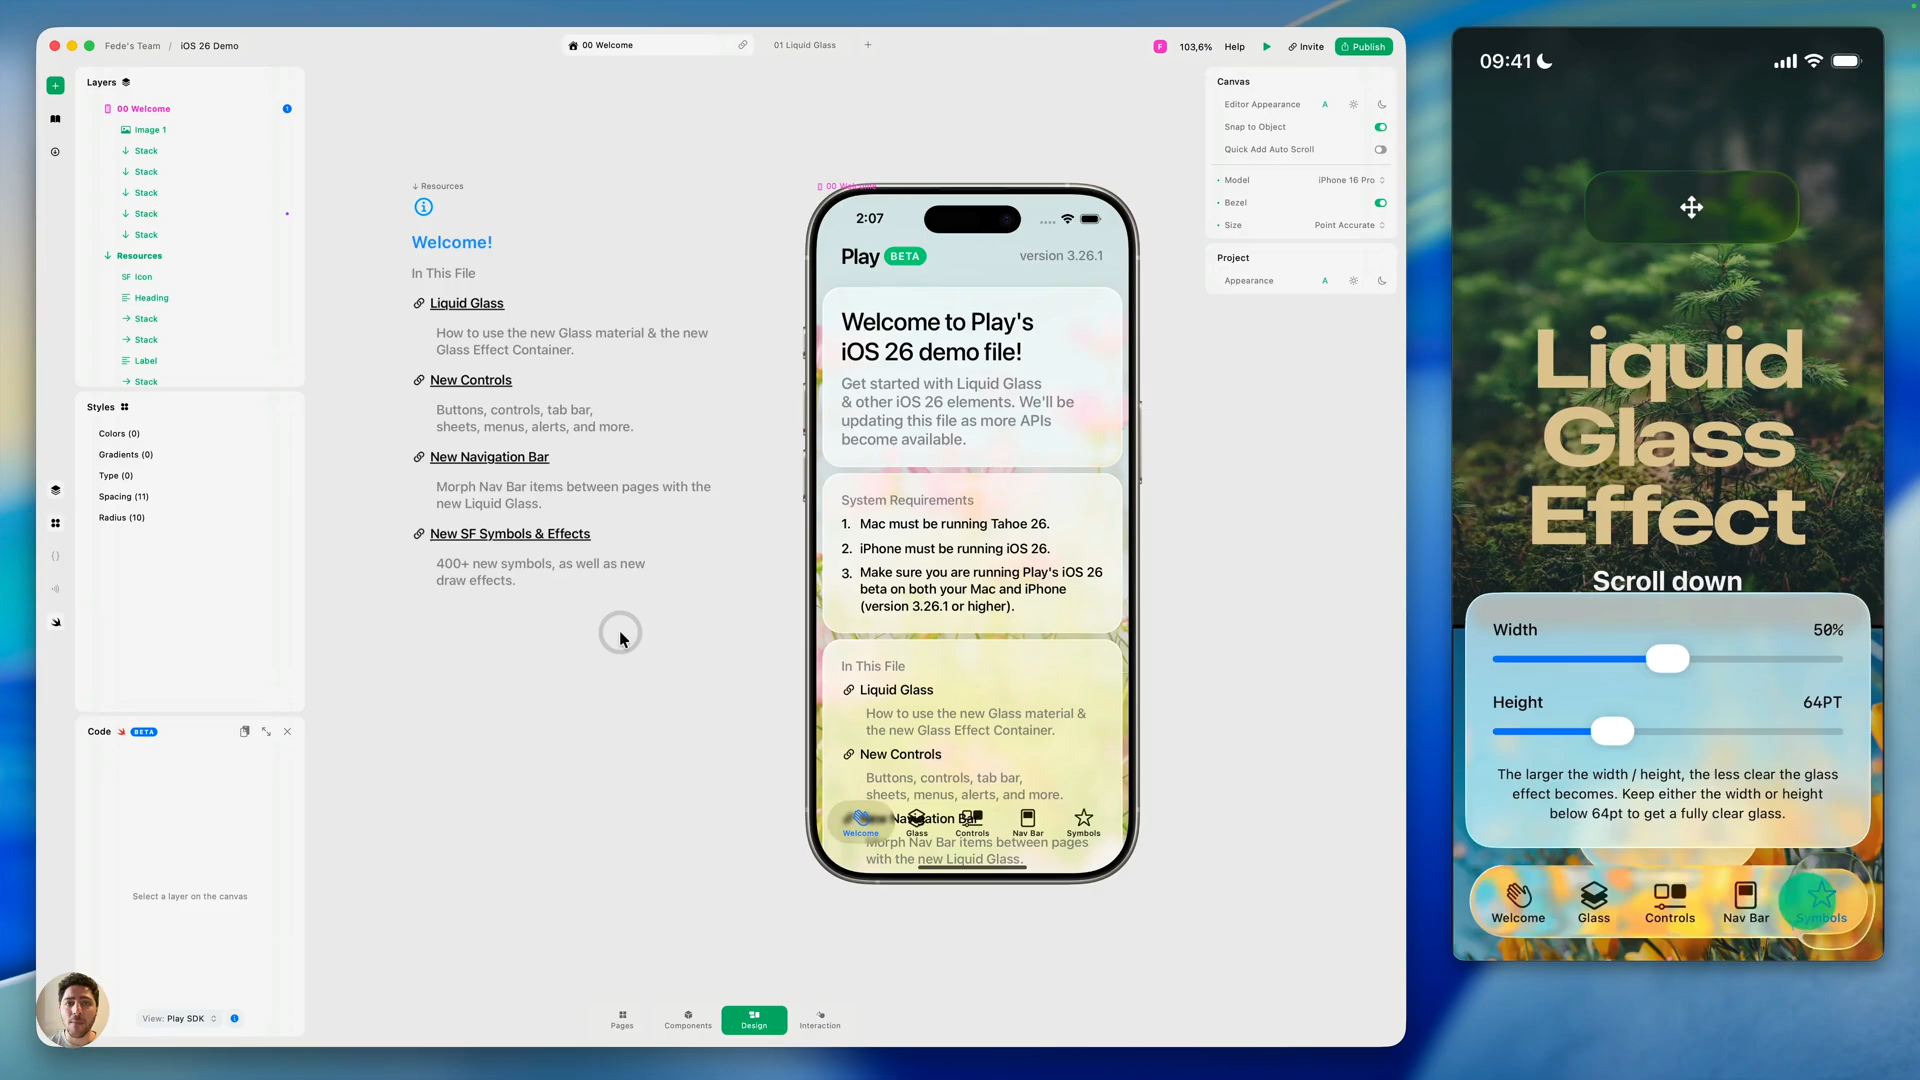 Fede's Team / iOS 26 Demo
00 Welcome
01 Liquid Glass
F
103,6%
Help
Invite
Publish
Layers
00 Welcome
1
Image 1
Stack
Stack
Stack
Stack
Stack
Resources
SF Icon
Heading
Stack
Stack
Label
Stack
Styles
Colors (0)
Gradients (0)
Type (0)
Spacing (11)
Radius (10)
Code BETA
Select a layer on the canvas
View: Play SDK
Resources
Welcome!
In This File
Liquid Glass
How to use the new Glass material & the new
Glass Effect Container.
New Controls
Buttons, controls, tab bar,
sheets, menus, alerts, and more.
New Navigation Bar
Morph Nav Bar items between pages with the
new Liquid Glass.
New SF Symbols & Effects
400+ new symbols, as well as new
draw effects.
00 Welcome
2:07
Play BETA
version 3.26.1
Welcome to Play's
iOS 26 demo file!
Get started with Liquid Glass
& other iOS 26 elements. We'll be
updating this file as more APIs
become available.
System Requirements
1. Mac must be running Tahoe 26.
2. iPhone must be running iOS 26.
3. Make sure you are running Play's iOS 26
beta on both your Mac and iPhone
(version 3.26.1 or higher).
In This File
Liquid Glass
How to use the new Glass material &
the new Glass Effect Container.
New Controls
Buttons, controls, tab bar,
sheets, menus, alerts, and more.
New Navigation Bar
Morph Nav Bar items between pages
with the new Liquid Glass.
Welcome
Glass
Controls
Nav Bar
Symbols
Pages
Components
Design
Interaction
Canvas
Editor Appearance A
Snap to Object
Quick Add Auto Scroll
Model iPhone 16 Pro
Bezel
Size Point Accurate
Project
Appearance A
09:41
Liquid
Glass
Effect
Scroll down
Width 50%
Height 64PT
The larger the width / height, the less clear the glass
effect becomes. Keep either the width or height
below 64pt to get a fully clear glass.
Welcome
Glass
Controls
Nav Bar
Symbols